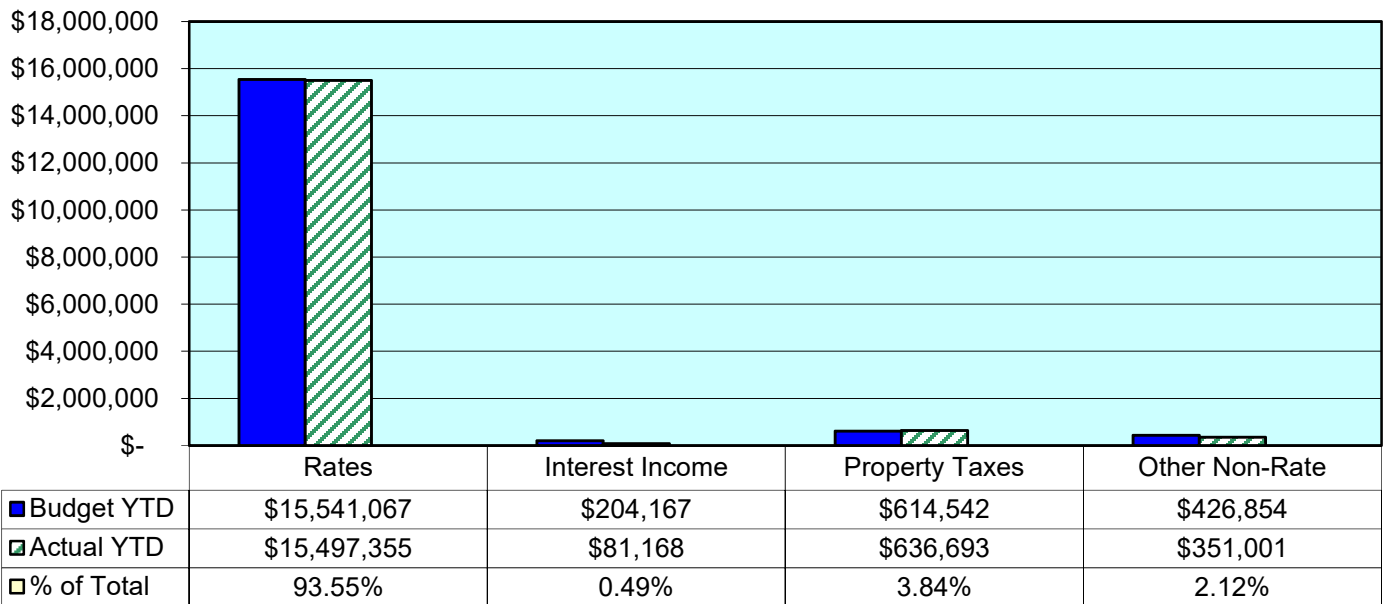 $18,000,000
$16,000,000
$14,000,000
$12,000,000
$10,000,000
$8,000,000
$6,000,000
$4,000,000
$2,000,000
$-
Rates Interest Income Property Taxes Other Non-Rate
Budget YTD $15,541,067 $204,167 $614,542 $426,854
Actual YTD $15,497,355 $81,168 $636,693 $351,001
% of Total 93.55% 0.49% 3.84% 2.12%